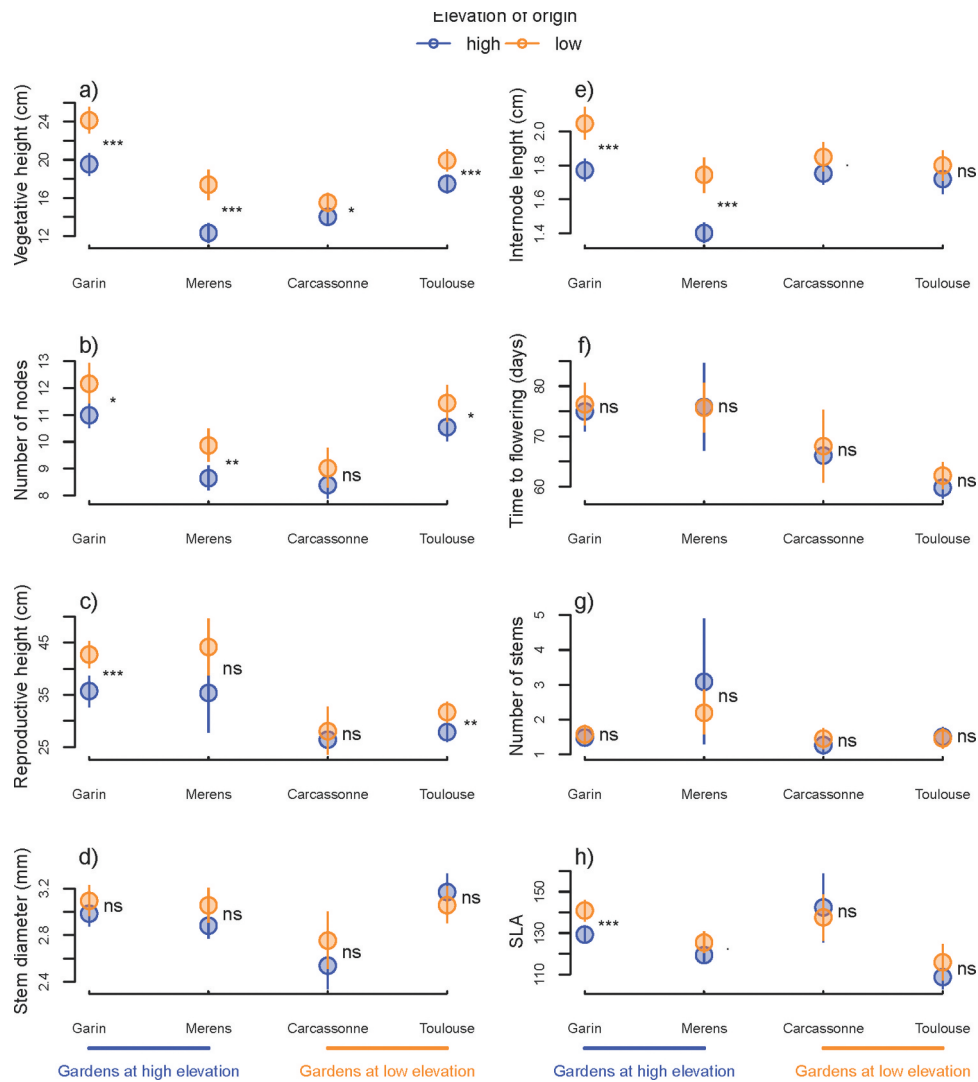 Elevation of origin
high low
a)
Vegetative height (cm)
24
20
16
12
***
***
*
***
Garin Merens Carcassonne Toulouse
e)
Internode lenght (cm)
2.0
1.8
1.6
1.4
***
***
.
ns
Garin Merens Carcassonne Toulouse
b)
Number of nodes
13
12
11
10
9
8
*
**
ns
*
Garin Merens Carcassonne Toulouse
f)
Time to flowering (days)
80
70
60
ns
ns
ns
ns
Garin Merens Carcassonne Toulouse
c)
Reproductive height (cm)
45
35
25
***
ns
ns
**
Garin Merens Carcassonne Toulouse
g)
Number of stems
5
4
3
2
1
ns
ns
ns
ns
Garin Merens Carcassonne Toulouse
d)
Stem diameter (mm)
3.2
2.8
2.4
ns
ns
ns
ns
Garin Merens Carcassonne Toulouse
Gardens at high elevation Gardens at low elevation
h)
SLA
150
130
110
***
.
ns
ns
Garin Merens Carcassonne Toulouse
Gardens at high elevation Gardens at low elevation